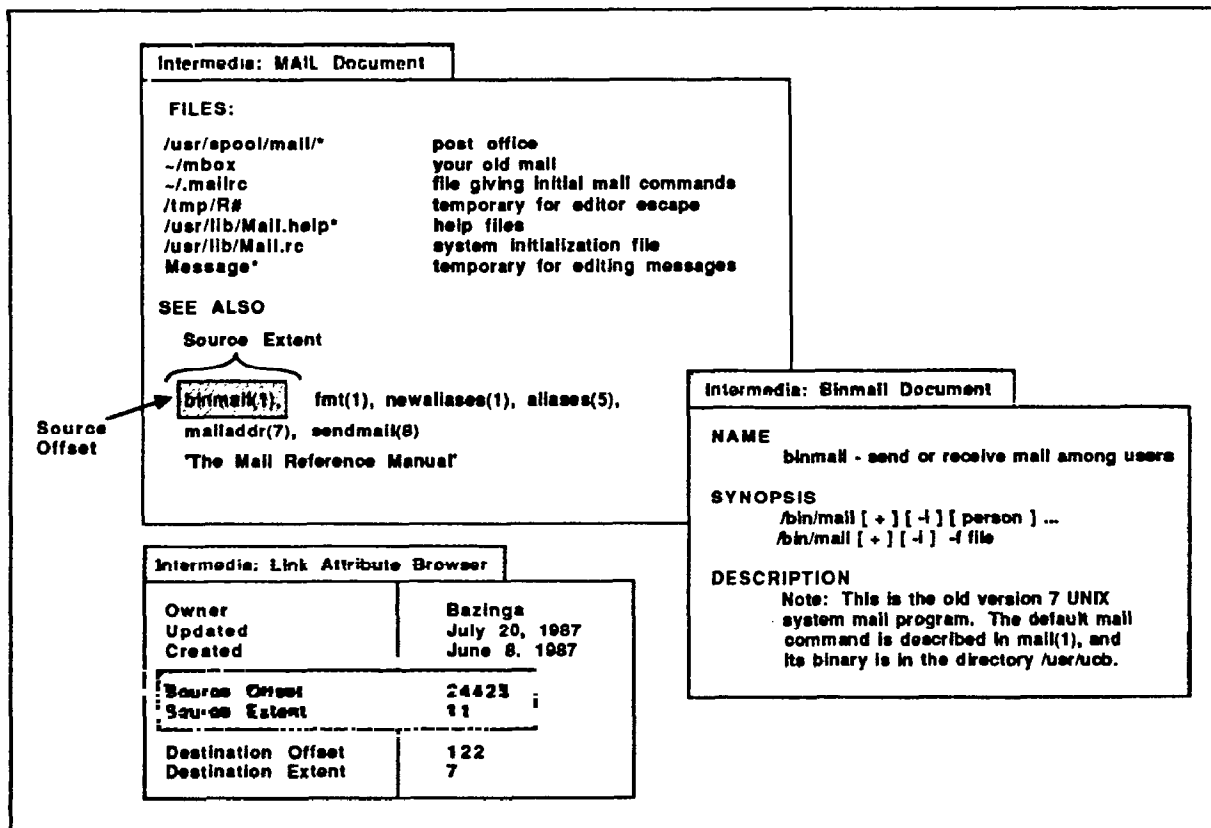 Intermedia: MAIL Document
FILES:
/usr/spool/mail/* post office
~/mbox your old mail
~/.mailrc file giving initial mail commands
/tmp/R# temporary for editor escape
/usr/lib/Mail.help* help files
/usr/lib/Mail.rc system initialization file
Message* temporary for editing messages
SEE ALSO
Source Extent
binmail(1), fmt(1), newaliases(1), aliases(5),
mailaddr(7), sendmail(8)
'The Mail Reference Manual'
Source
Offset
Intermedia: Binmail Document
NAME
binmail - send or receive mail among users
SYNOPSIS
/bin/mail [ + ] [ -i ] [ person ] ...
/bin/mail [ + ] [ -i ] -f file
DESCRIPTION
Note: This is the old version 7 UNIX
system mail program. The default mail
command is described in mail(1), and
its binary is in the directory /usr/ucb.
Intermedia: Link Attribute Browser
Owner Bazinga
Updated July 20, 1987
Created June 8, 1987
Source Offset
Source Extent 11
Destination Offset 122
Destination Extent 7